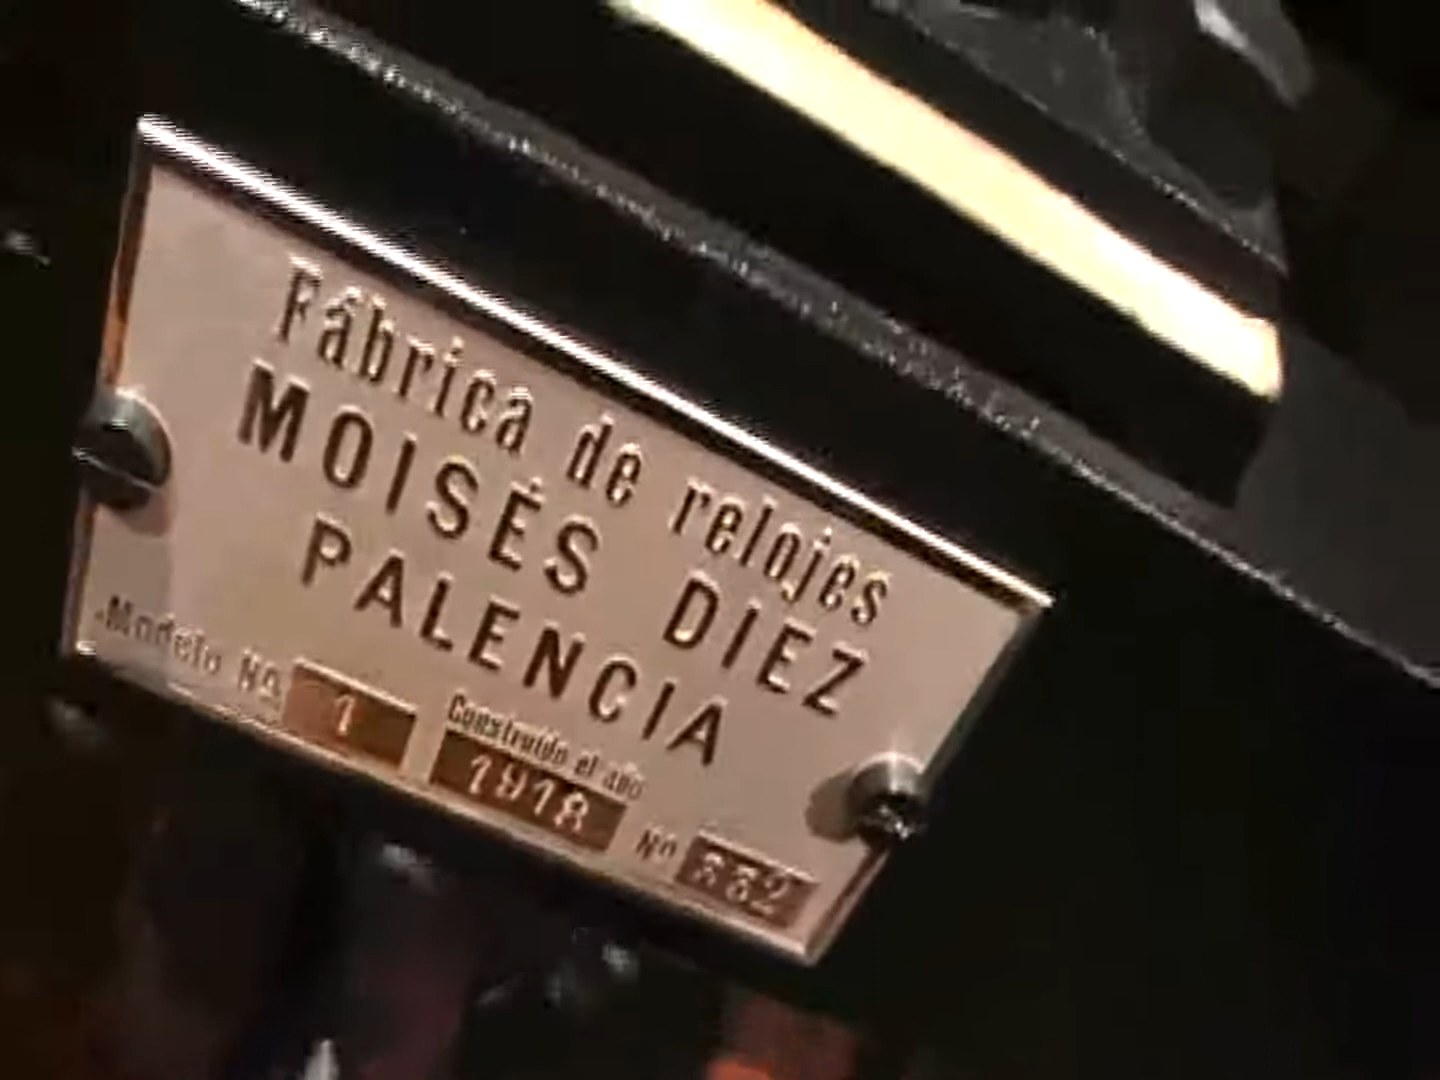 Fábrica de relojes
MOISÉS DIEZ
PALENCIA
Modelo Nº 1
Construido el año
1918
Nº